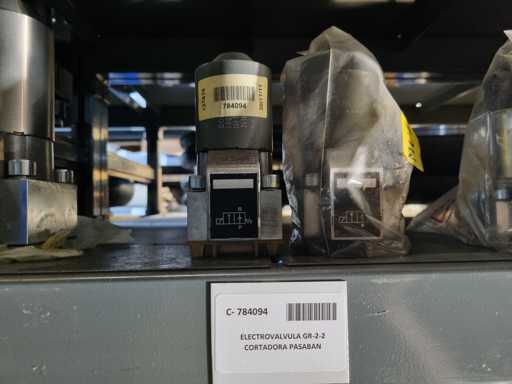 784094
C- 784094
ELECTROVALVULA GR-2-2
CORTADORA PASABAN